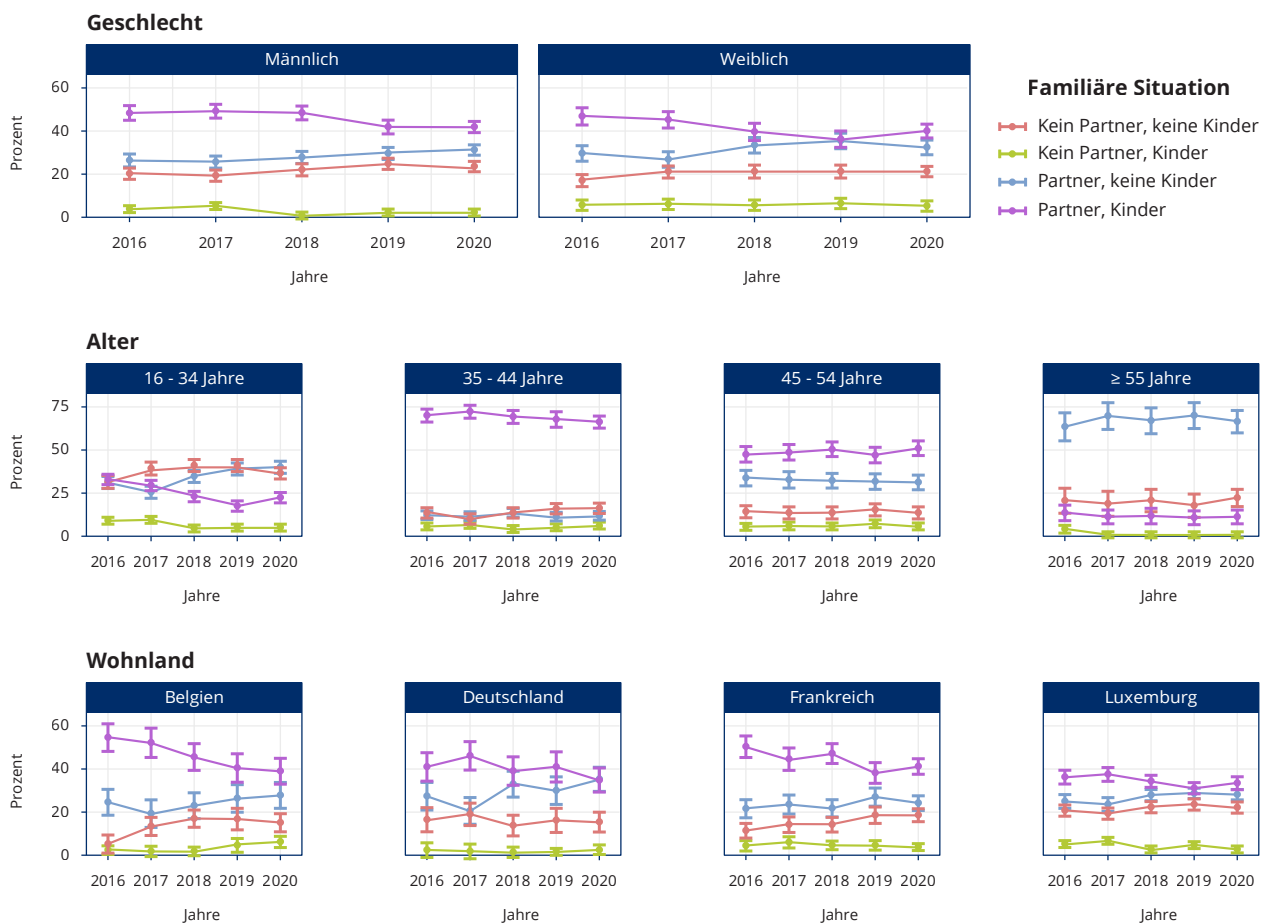 Geschlecht
Männlich
Weiblich
Prozent
60
40
20
0
2016 2017 2018 2019 2020
2016 2017 2018 2019 2020
Jahre
Jahre
Familiäre Situation
Kein Partner, keine Kinder
Kein Partner, Kinder
Partner, keine Kinder
Partner, Kinder
Alter
16 - 34 Jahre
35 - 44 Jahre
45 - 54 Jahre
≥ 55 Jahre
Prozent
75
50
25
0
2016 2017 2018 2019 2020
2016 2017 2018 2019 2020
2016 2017 2018 2019 2020
2016 2017 2018 2019 2020
Jahre
Jahre
Jahre
Jahre
Wohnland
Belgien
Deutschland
Frankreich
Luxemburg
Prozent
60
40
20
0
2016 2017 2018 2019 2020
2016 2017 2018 2019 2020
2016 2017 2018 2019 2020
2016 2017 2018 2019 2020
Jahre
Jahre
Jahre
Jahre